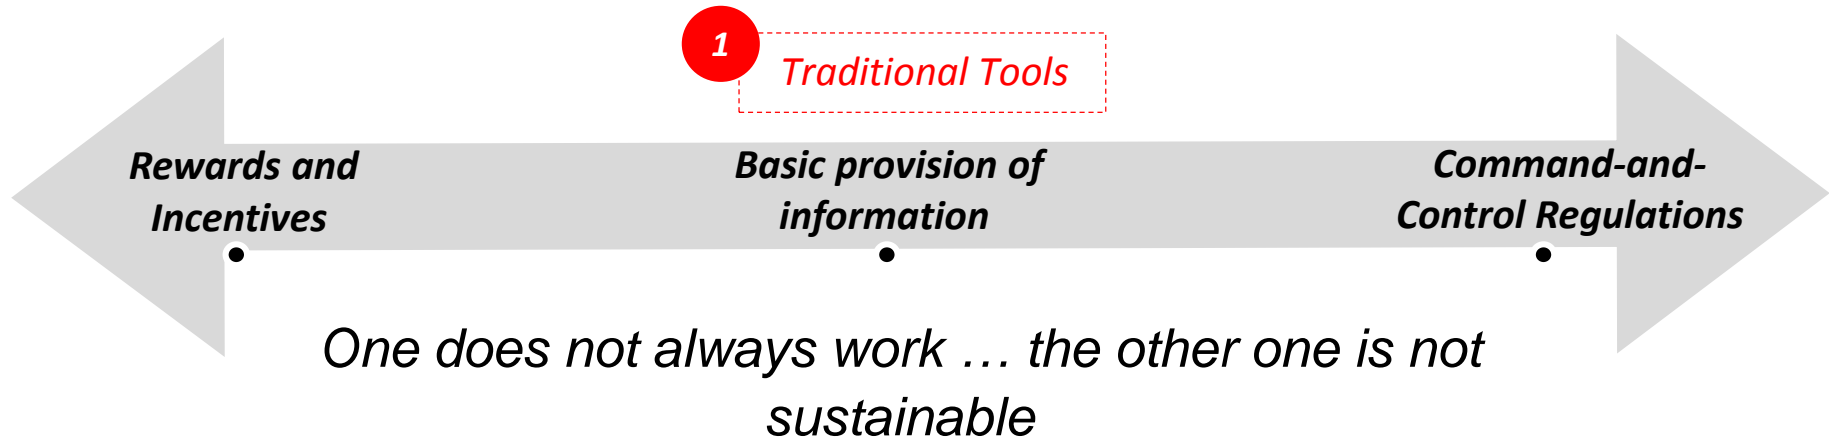 1
Traditional Tools
Rewards and
Incentives
Basic provision of
information
Command-and-
Control Regulations
One does not always work … the other one is not
sustainable